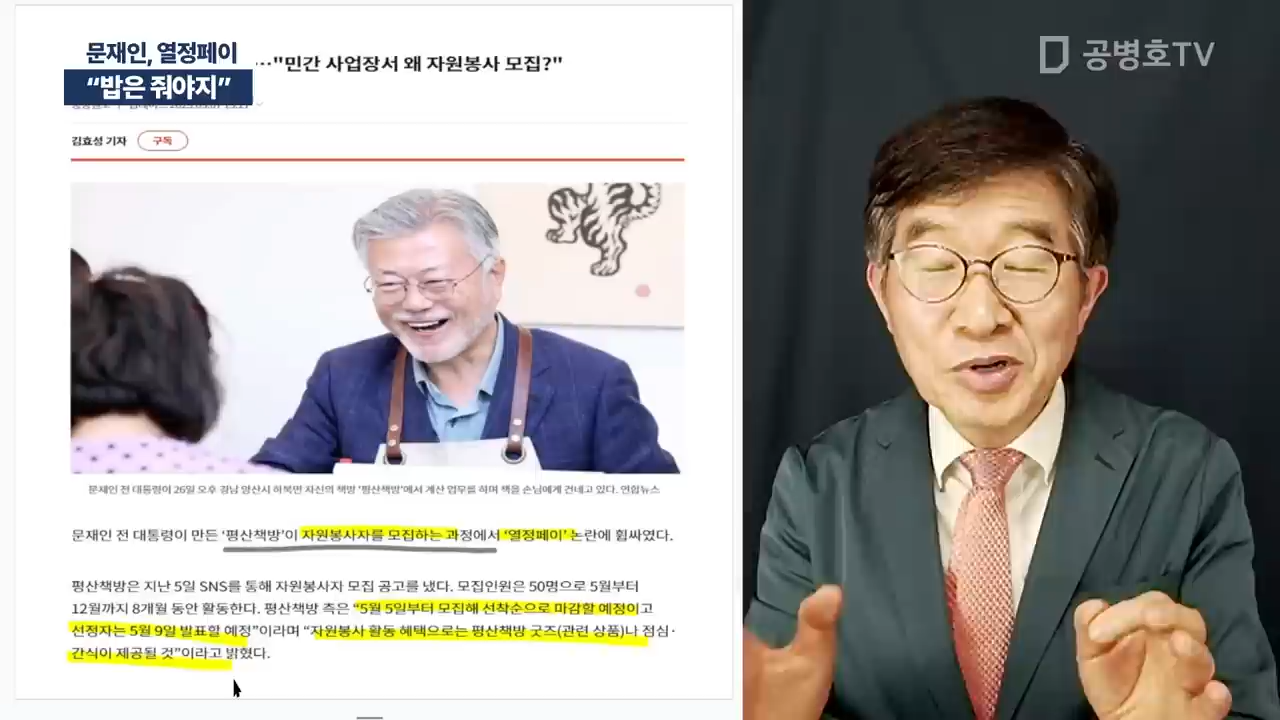 문재인, 열정페이
“밥은 줘야지”
…"민간 사업장서 왜 자원봉사 모집?"
공병호TV
김효성 기자
구독
문재인 전 대통령이 26일 오후 경남 양산시 하북면 자신의 책방 '평산책방'에서 계산 업무를 하며 책을 손님에게 건네고 있다. 연합뉴스
문재인 전 대통령이 만든 '평산책방'이 자원봉사자를 모집하는 과정에서 '열정페이' 논란에 휩싸였다.
평산책방은 지난 5일 SNS를 통해 자원봉사자 모집 공고를 냈다. 모집인원은 50명으로 5월부터
12월까지 8개월 동안 활동한다. 평산책방 측은 “5월 5일부터 모집해 선착순으로 마감할 예정이고
선정자는 5월 9일 발표할 예정”이라며 “자원봉사 활동 혜택으로는 평산책방 굿즈(관련 상품)나 점심·
간식이 제공될 것”이라고 밝혔다.